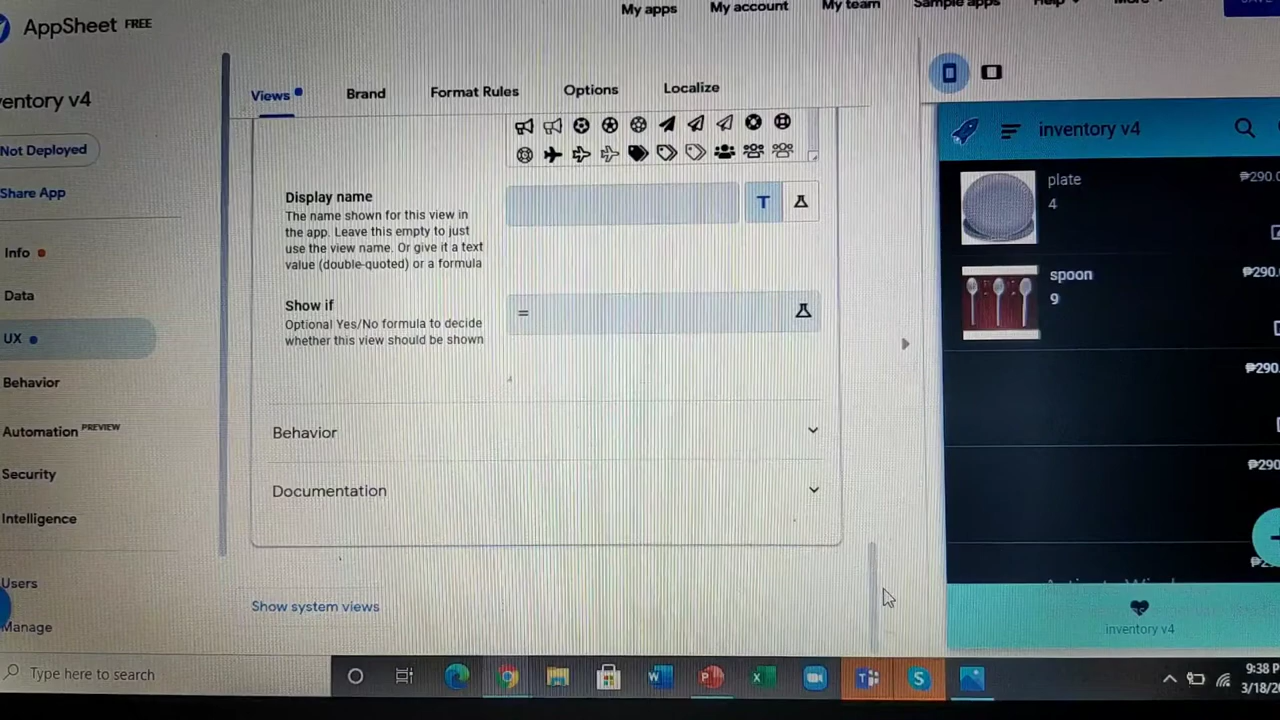 My apps
My account
My team
Sample apps
Help
AppSheet FREE
ventory v4
Not Deployed
Share App
Info
Data
UX
Behavior
Automation PREVIEW
Security
Intelligence
Users
Manage
Views
Brand
Format Rules
Options
Localize
Display name
The name shown for this view in
the app. Leave this empty to just
use the view name. Or give it a text
value (double-quoted) or a formula
T
Show if
Optional Yes/No formula to decide
whether this view should be shown
=
Behavior
Documentation
Show system views
inventory v4
plate
₱290.0
4
spoon
₱290.0
9
₱290.
₱290
inventory v4
Type here to search
9:38 P
3/18/20